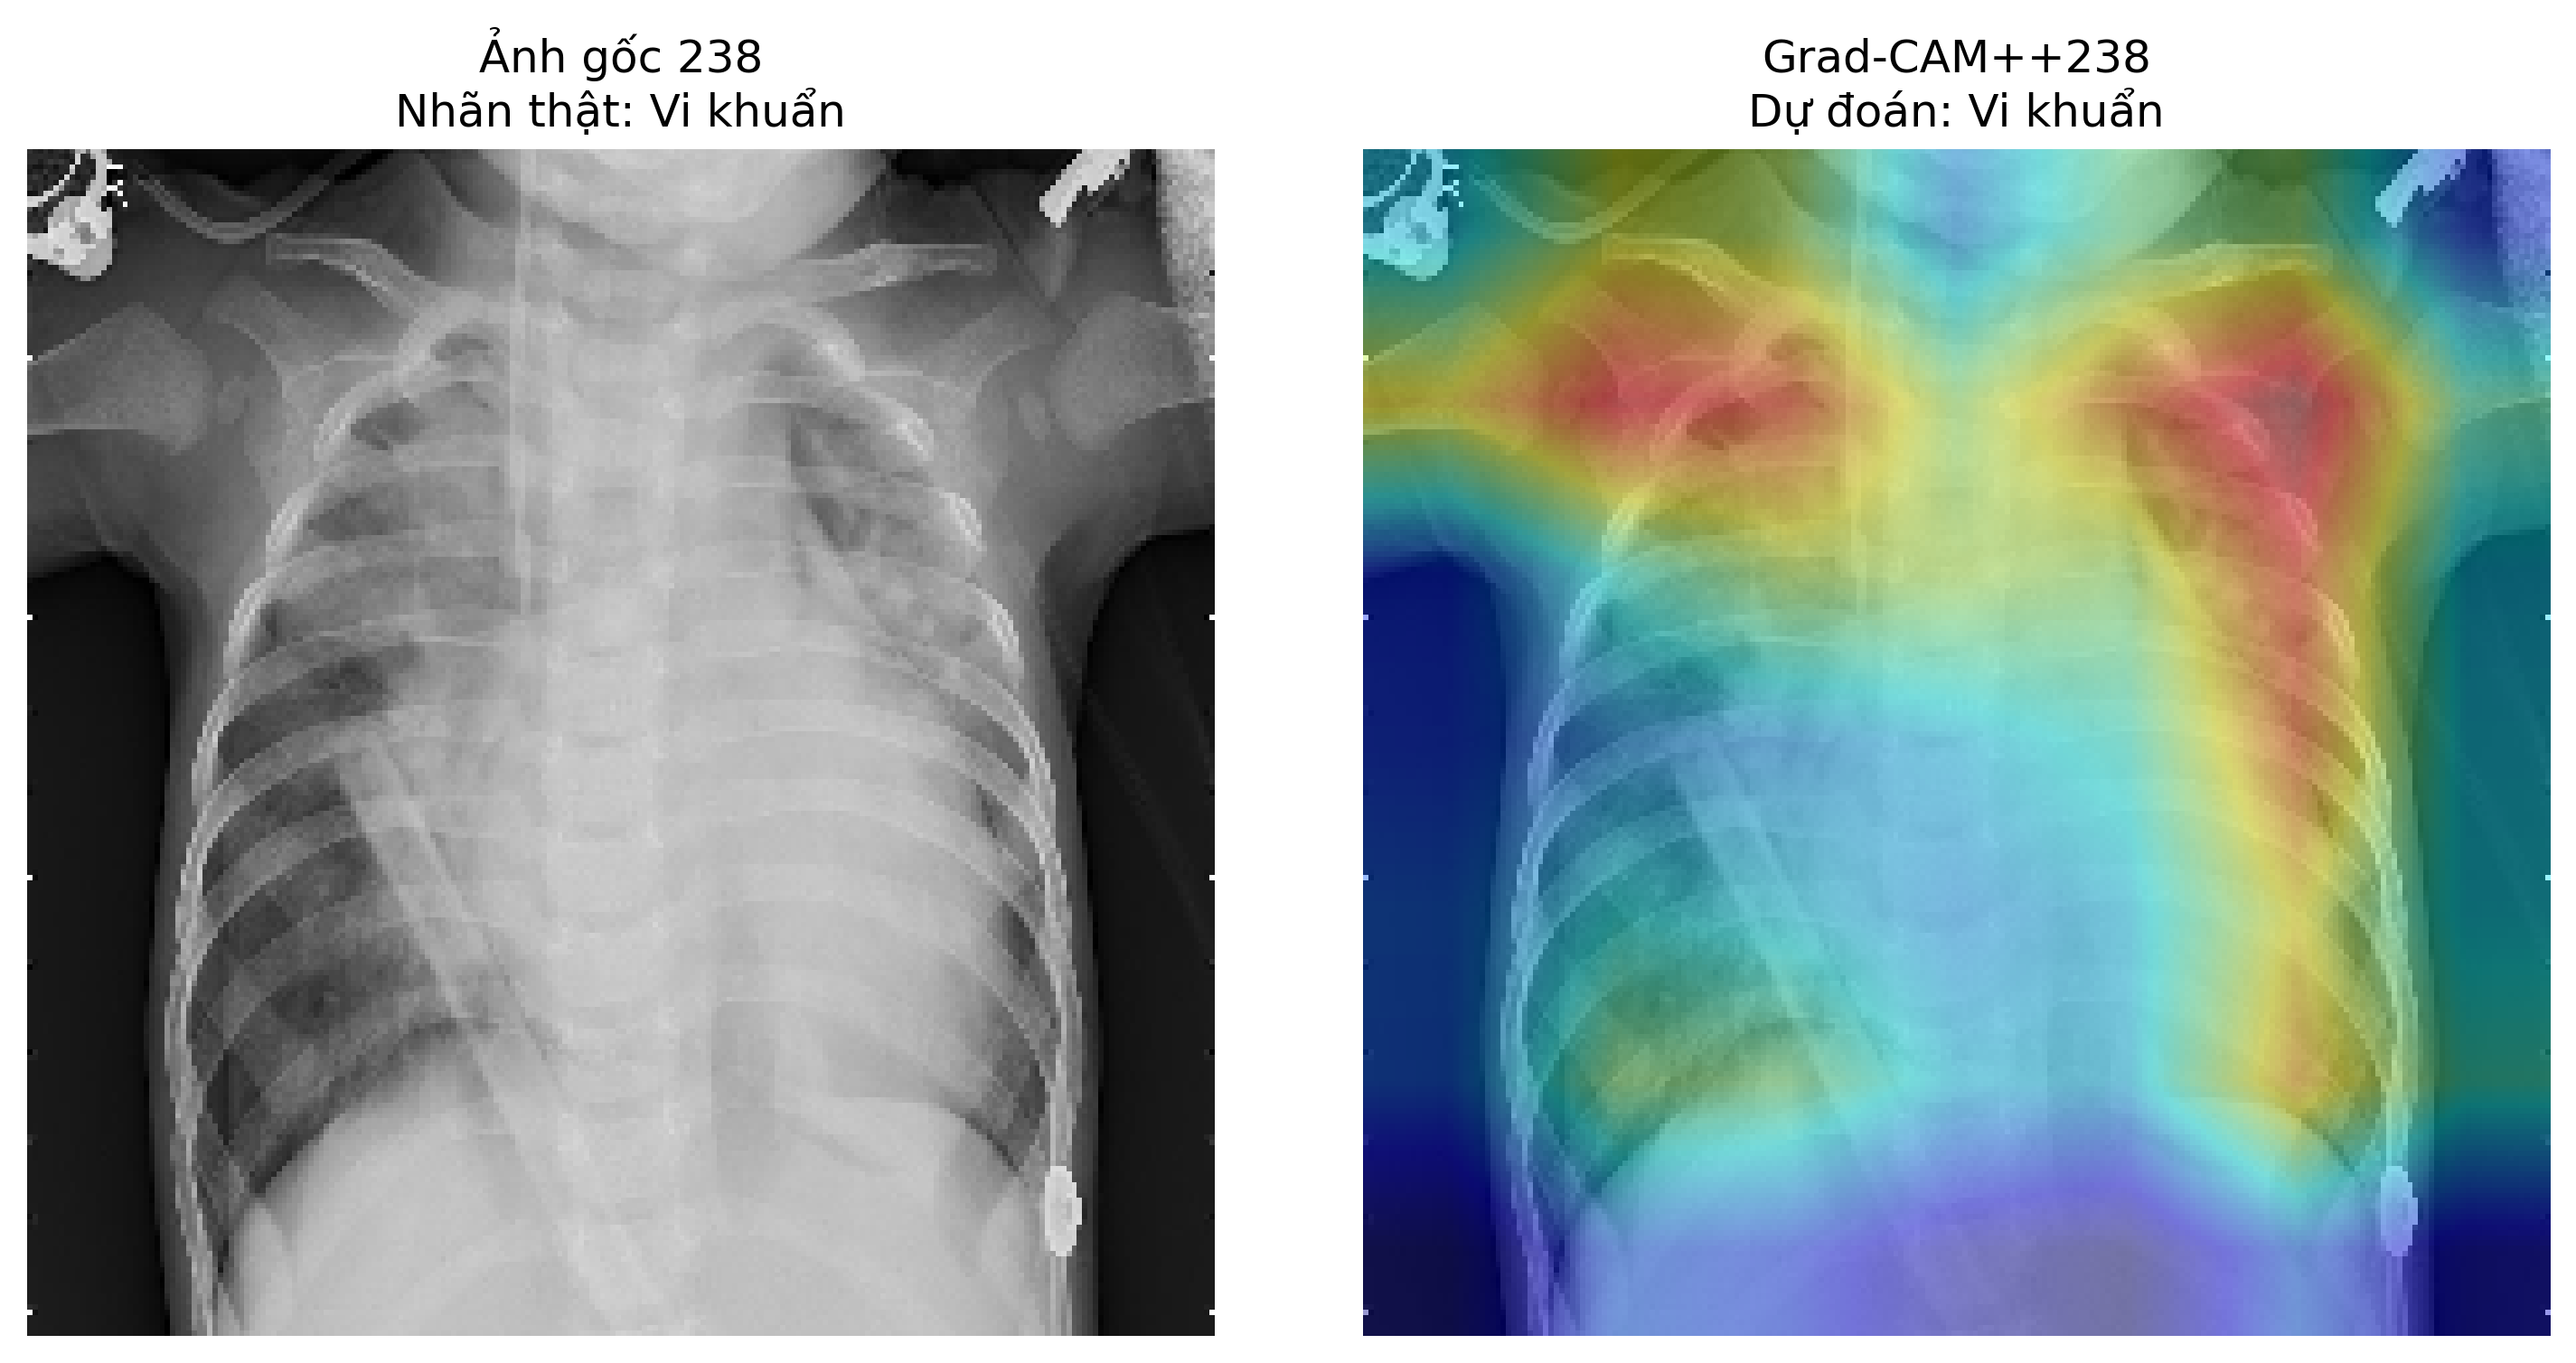 Ảnh gốc 238
Nhãn thật: Vi khuẩn
Grad-CAM++238
Dự đoán: Vi khuẩn